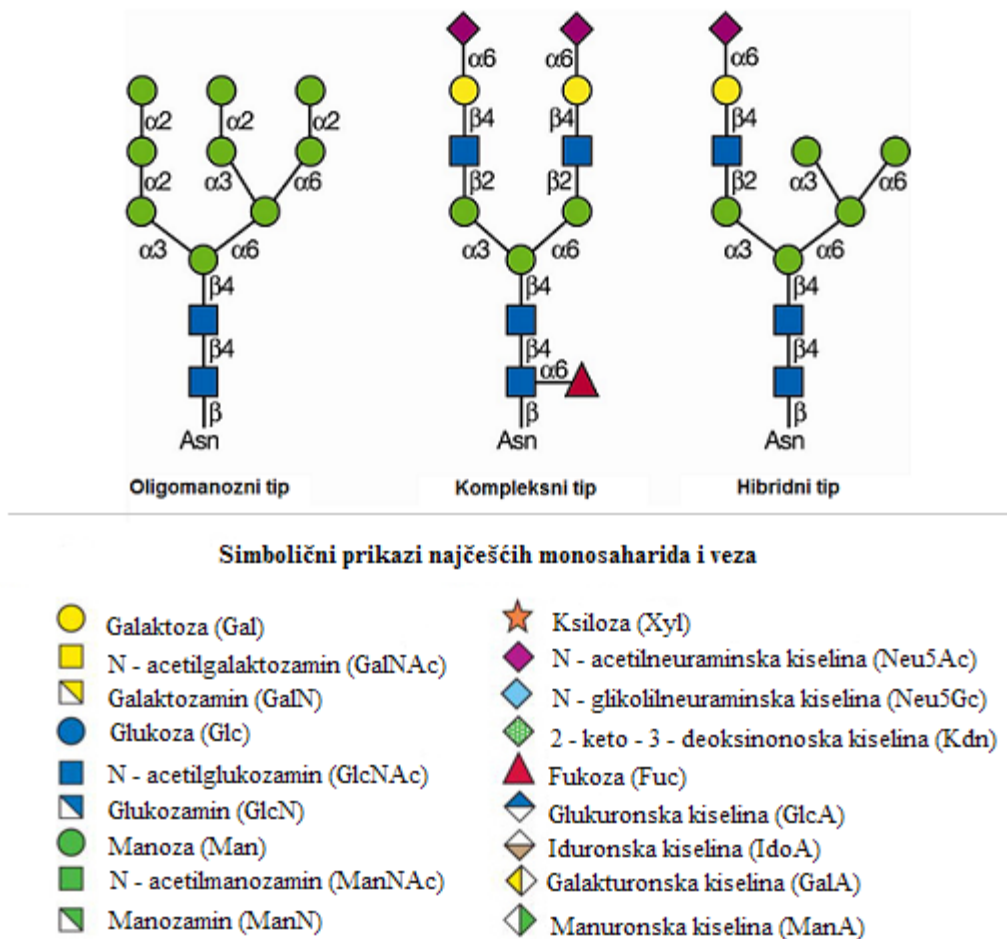 α6 α6 α6
α2 α2 α2 β4 β4 β4
α2 α3 α6 β2 β2 β2 α3 α6
α3 α6 α3 α6 α3 α6
β4 β4 β4
β4 β4 α6 β4
β β β
Asn Asn Asn
Oligomanozni tip Kompleksni tip Hibridni tip
Simbolični prikazi najčešćih monosaharida i veza
Galaktoza (Gal)
N - acetilgalaktozamin (GalNAc)
Galaktozamin (GalN)
Glukoza (Glc)
N - acetilglukozamin (GlcNAc)
Glukozamin (GlcN)
Manoza (Man)
N - acetilmanozamin (ManNAc)
Manozamin (ManN)
Ksiloza (Xyl)
N - acetilneuraminska kiselina (Neu5Ac)
N - glikolilneuraminska kiselina (Neu5Gc)
2 - keto - 3 - deoksinonoska kiselina (Kdn)
Fukoza (Fuc)
Glukuronska kiselina (GlcA)
Iduronska kiselina (IdoA)
Galakturonska kiselina (GalA)
Manuronska kiselina (ManA)